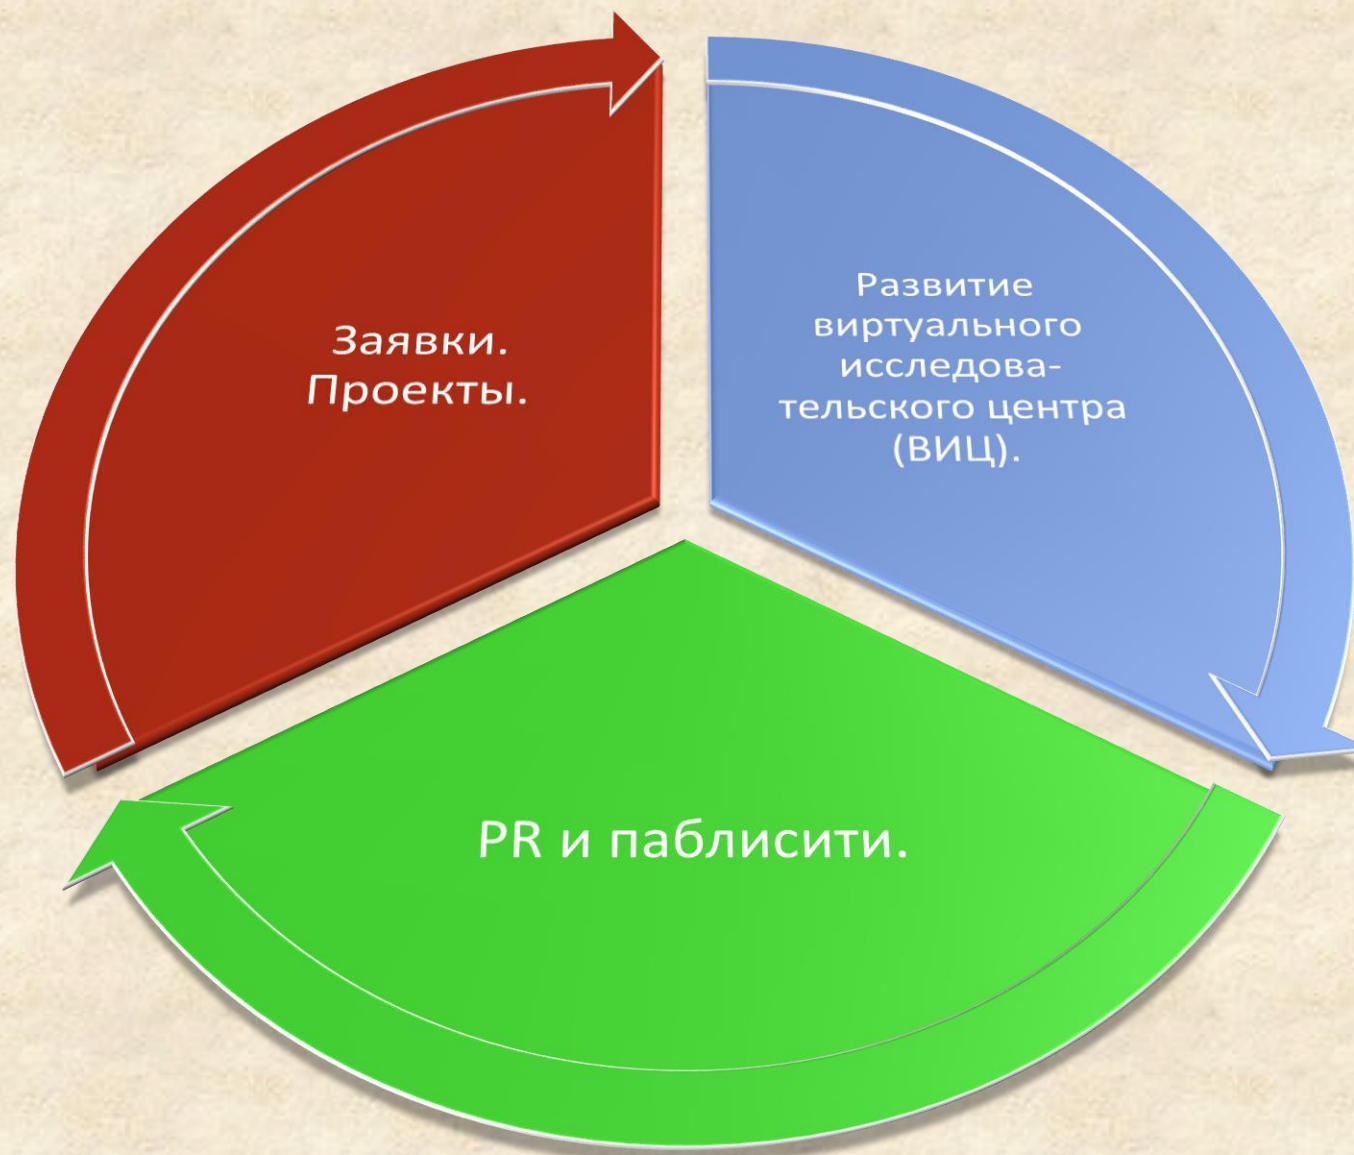 Заявки.
Проекты.
Развитие
виртуального
исследова-
тельского центра
(ВИЦ).
PR и паблисити.